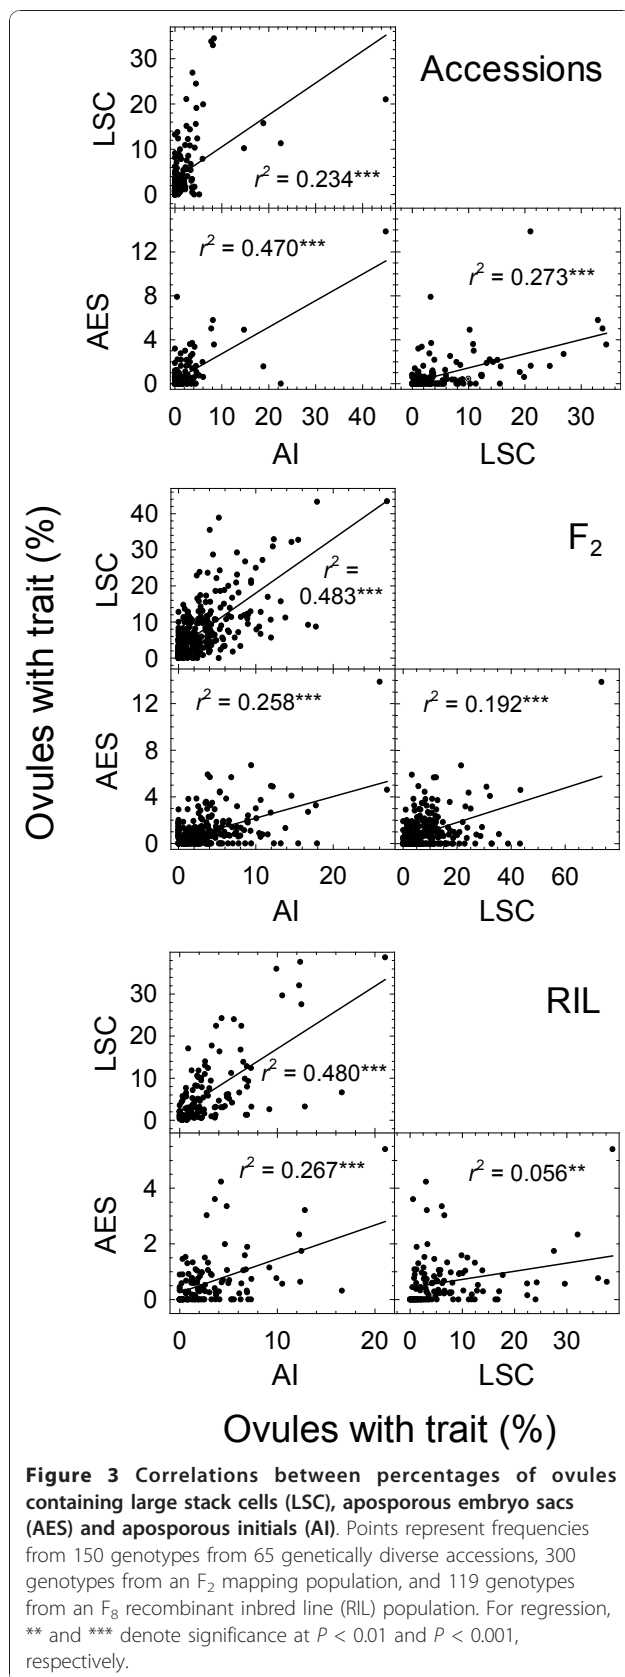 Accessions
LSC
30
20
10
0
r² = 0.234***
AES
12
8
4
0
r² = 0.470***
r² = 0.273***
0 10 20 30 40
0 10 20 30
AI
LSC
Ovules with trait (%)
F₂
LSC
40
30
20
10
0
r² =
0.483***
AES
12
8
4
0
r² = 0.258***
r² = 0.192***
0 10 20
0 20 40 60
AI
LSC
RIL
LSC
30
20
10
0
r² = 0.480***
AES
4
2
0
r² = 0.267***
r² = 0.056**
0 10 20
0 10 20 30
AI
LSC
Ovules with trait (%)
Figure 3 Correlations between percentages of ovules
containing large stack cells (LSC), aposporous embryo sacs
(AES) and aposporous initials (AI). Points represent frequencies
from 150 genotypes from 65 genetically diverse accessions, 300
genotypes from an F₂ mapping population, and 119 genotypes
from an F₈ recombinant inbred line (RIL) population. For regression,
** and *** denote significance at P < 0.01 and P < 0.001,
respectively.